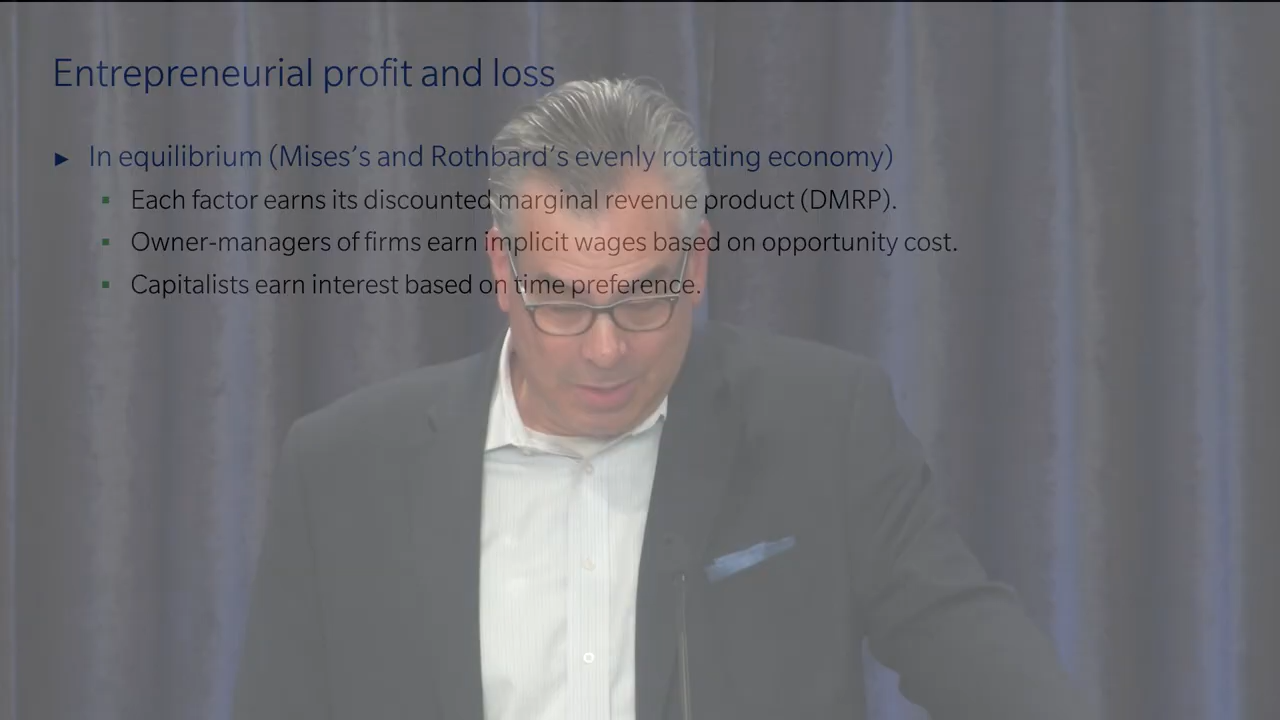 Entrepreneurial profit and loss
► In equilibrium (Mises’s and Rothbard’s evenly rotating economy)
▪ Each factor earns its discounted marginal revenue product (DMRP).
▪ Owner-managers of firms earn implicit wages based on opportunity cost.
▪ Capitalists earn interest based on time preference.